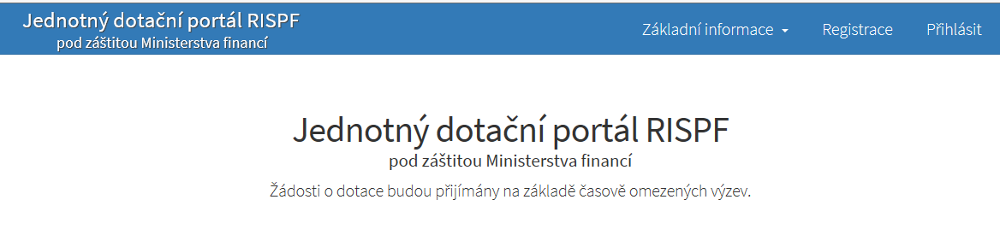 Jednotný dotační portál RISPF
pod záštitou Ministerstva financí
Základní informace
Registrace
Přihlásit
Jednotný dotační portál RISPF
pod záštitou Ministerstva financí
Žádosti o dotace budou přijímány na základě časově omezených výzev.